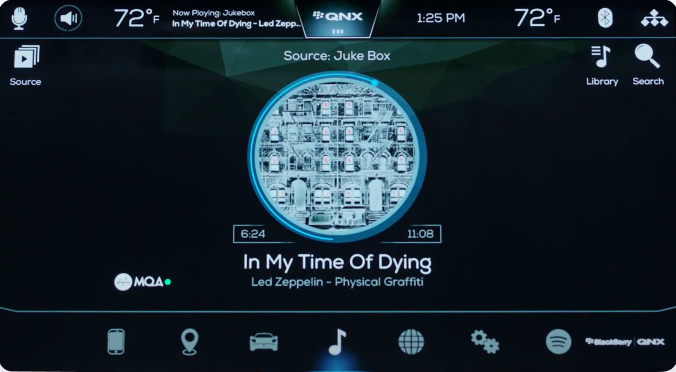 72°F
Now Playing: Jukebox
In My Time Of Dying - Led Zepp...
QNX
1:25 PM
72°F
Source
Source: Juke Box
Library
Search
6:24
11:08
In My Time Of Dying
Led Zeppelin - Physical Graffiti
MQA
BlackBerry | QNX